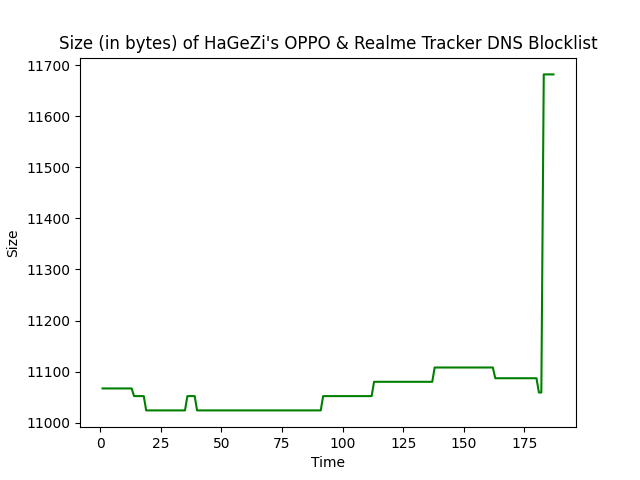 Size (in bytes) of HaGeZi's OPPO & Realme Tracker DNS Blocklist
11700
11600
11500
11400
11300
11200
11100
11000
Size
0 25 50 75 100 125 150 175
Time